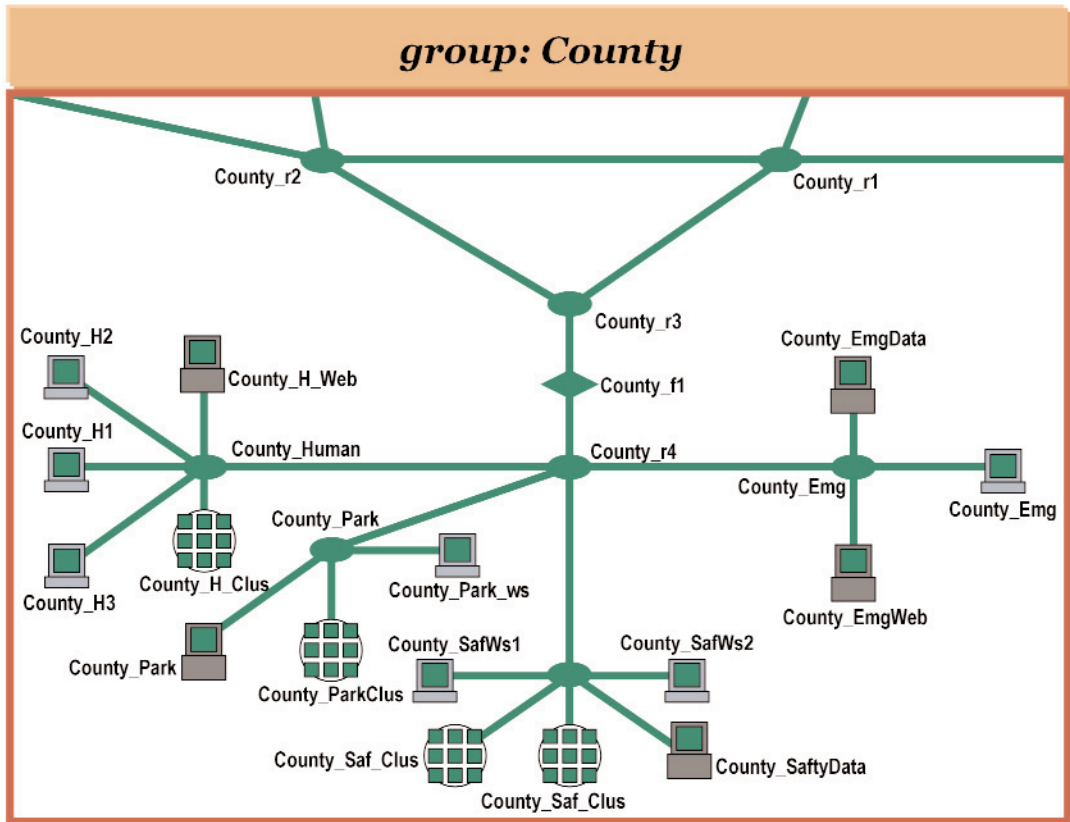 group: County
County_r2
County_r1
County_r3
County_H2
County_EmgData
County_H_Web
County_f1
County_H1
County_Human
County_r4
County_Emg
County_Emg
County_Park
County_H_Clus
County_Park_ws
County_H3
County_EmgWeb
County_SafWs1
County_SafWs2
County_Park
County_ParkClus
County_Saf_Clus
County_SaftyData
County_Saf_Clus